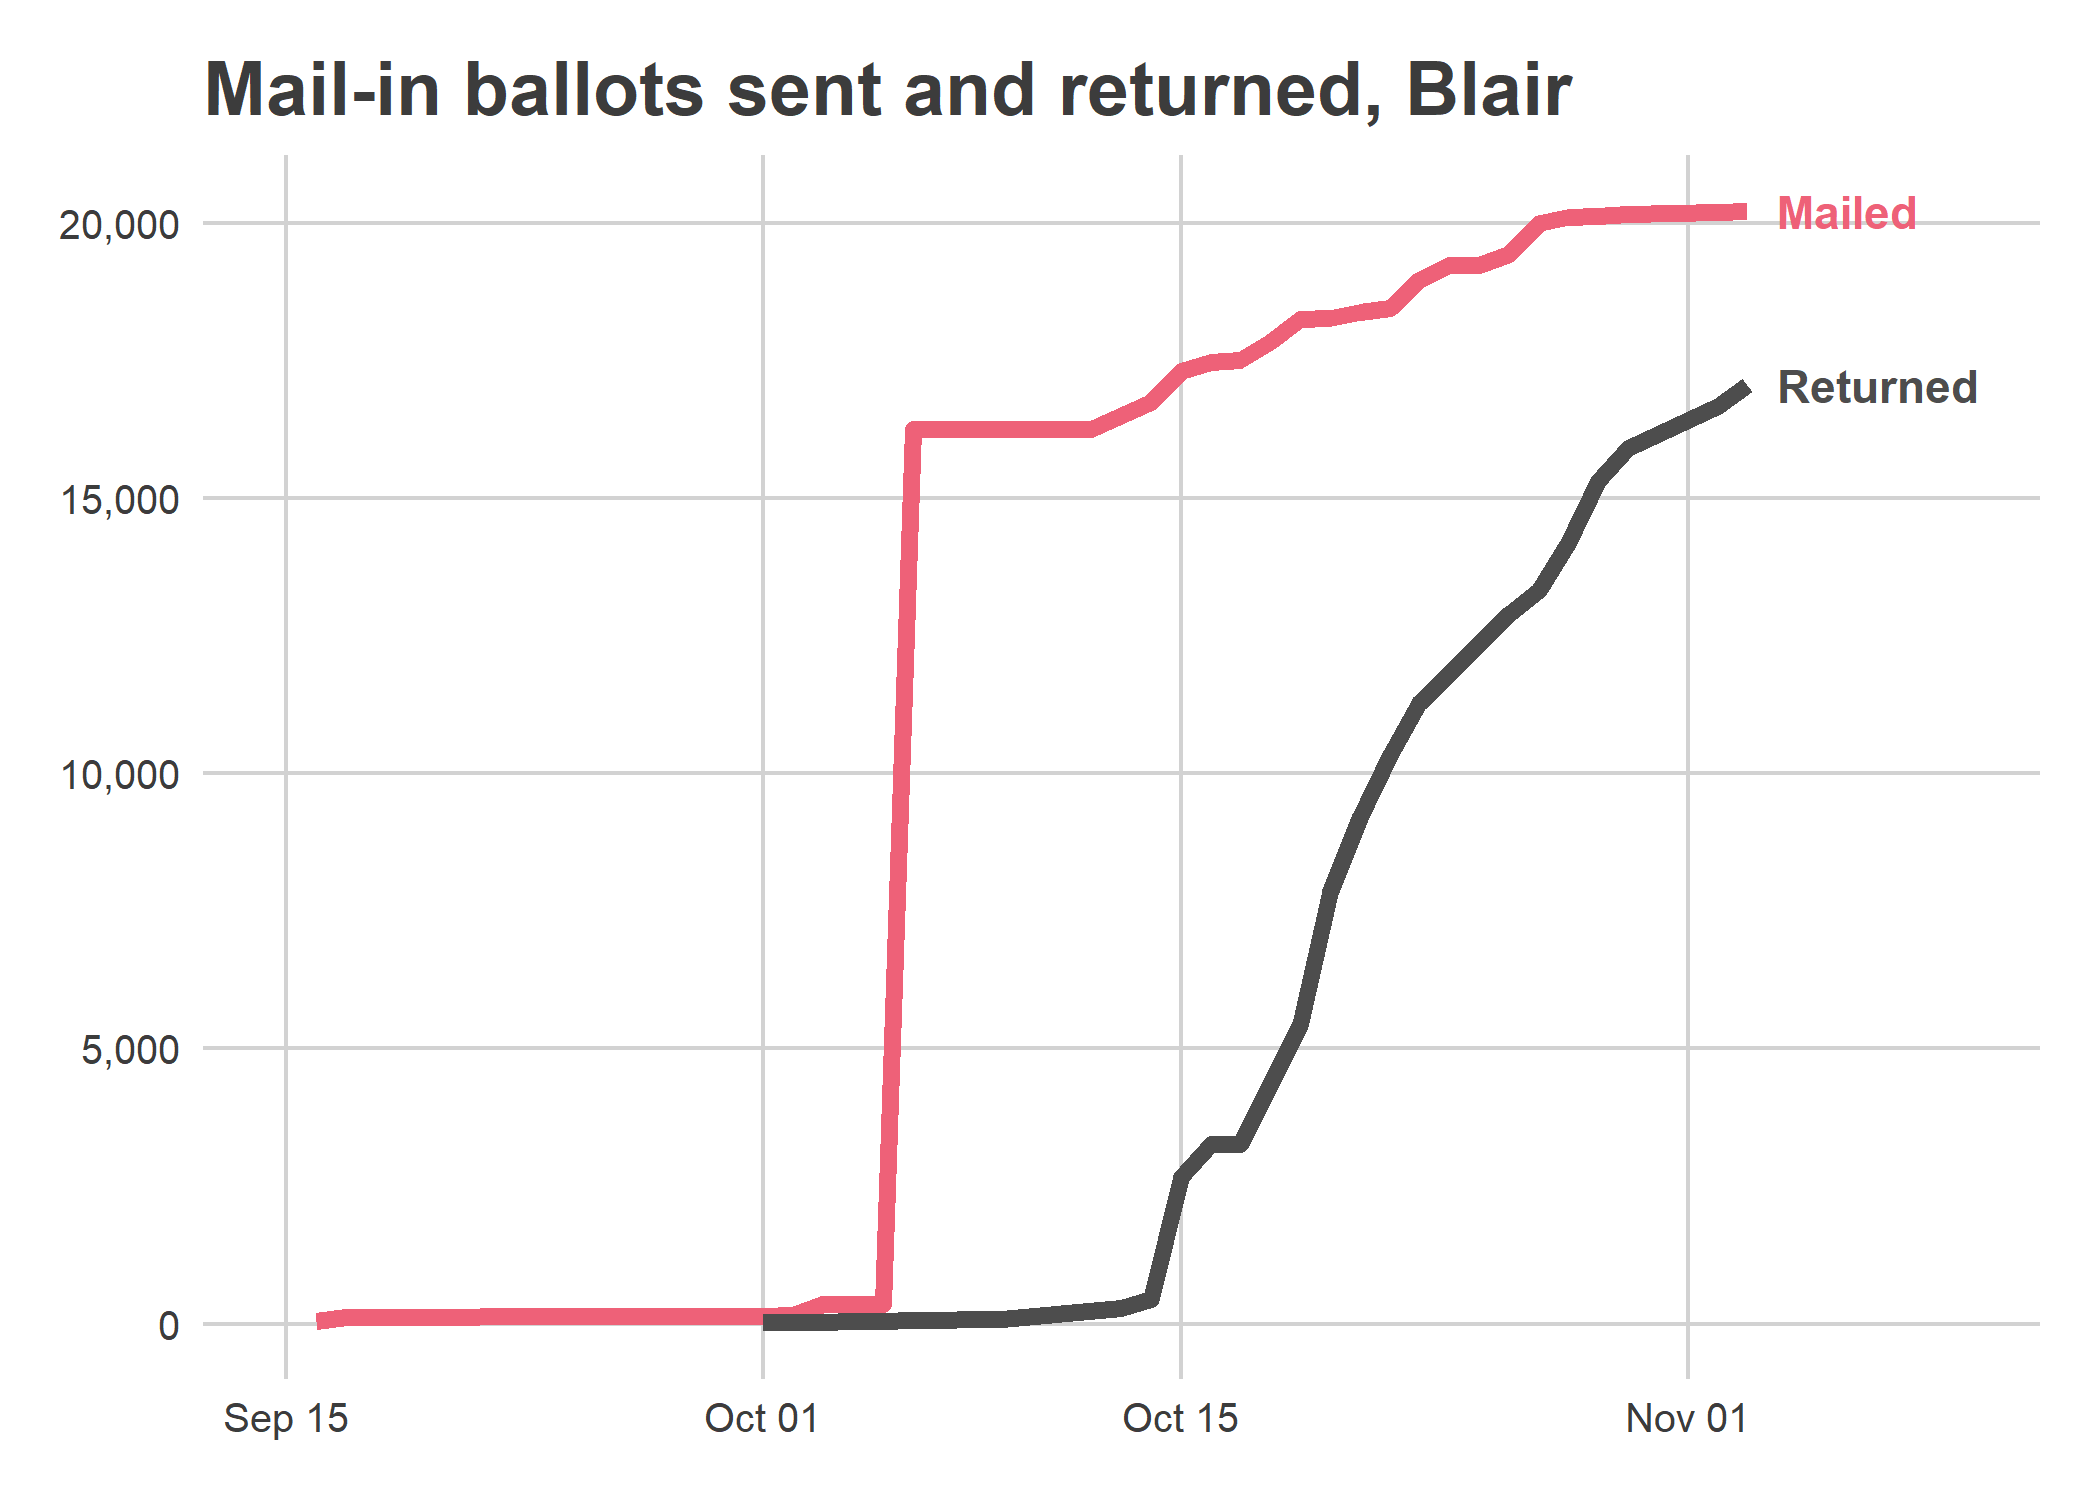 Mail-in ballots sent and returned, Blair
20,000
15,000
10,000
5,000
0
Mailed
Returned
Sep 15
Oct 01
Oct 15
Nov 01